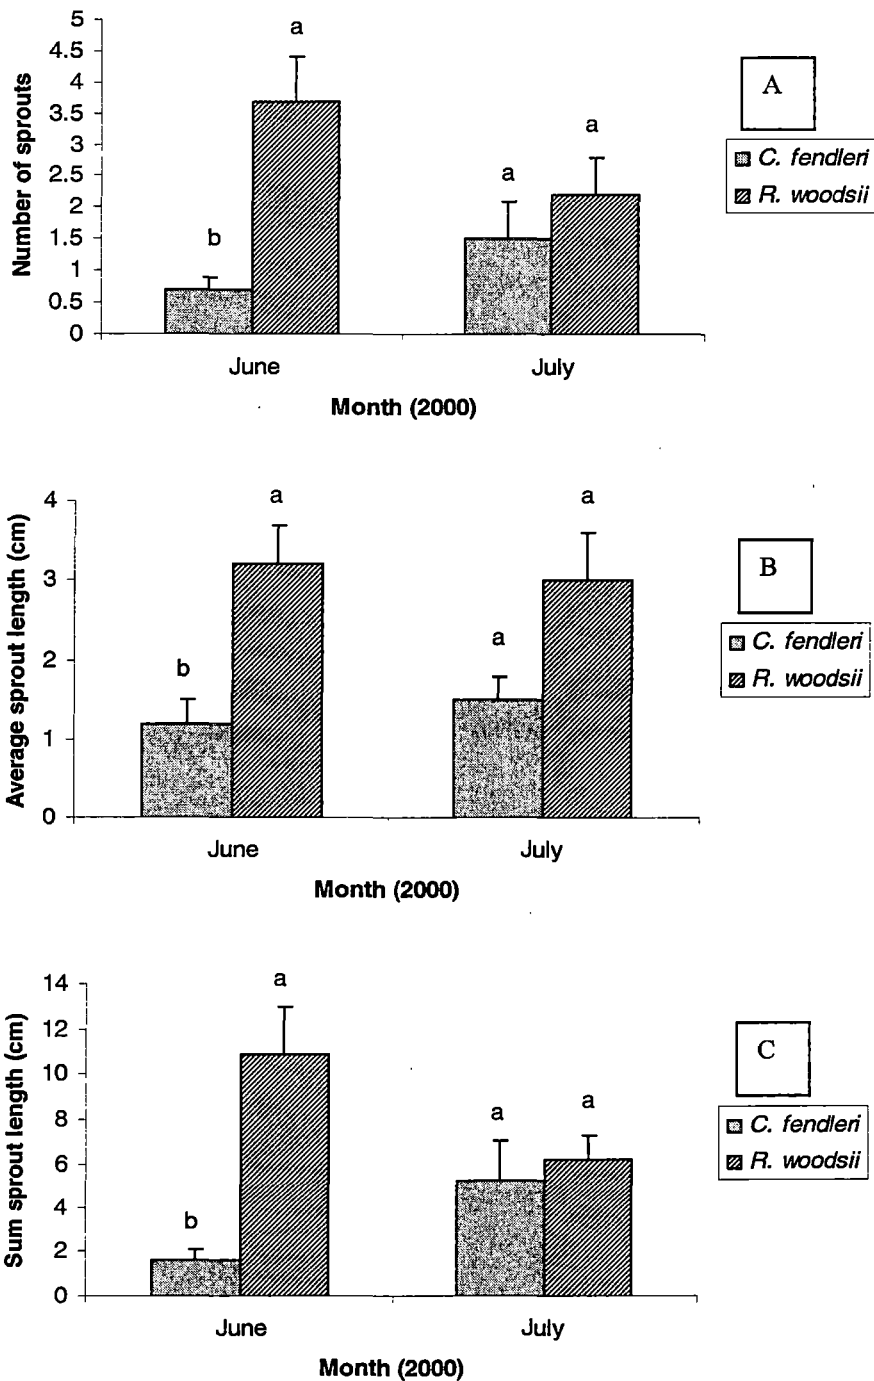 5
4.5
4
3.5
3
2.5
2
1.5
1
0.5
0
Number of sprouts
b
a
a
a
June
July
Month (2000)
A
C. fendleri
R. woodsii
4
3
2
1
0
Average sprout length (cm)
b
a
a
a
June
July
Month (2000)
B
C. fendleri
R. woodsii
14
12
10
8
6
4
2
0
Sum sprout length (cm)
b
a
a
a
June
July
Month (2000)
C
C. fendleri
R. woodsii